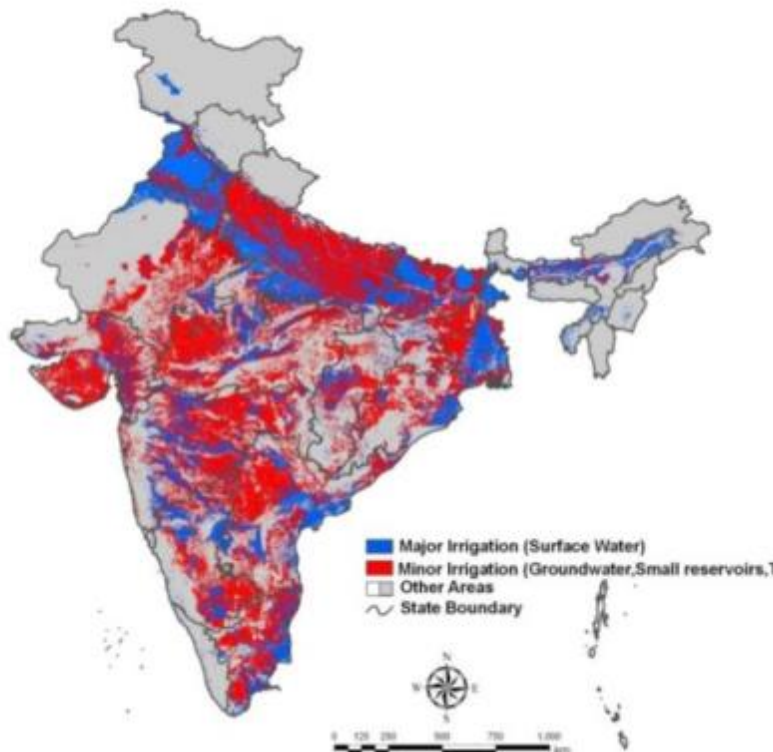 Major Irrigation (Surface Water)
Minor Irrigation (Groundwater,Small reservoirs,T
Other Areas
State Boundary
N
W E
S
0 125 250 500 750 1,000
km